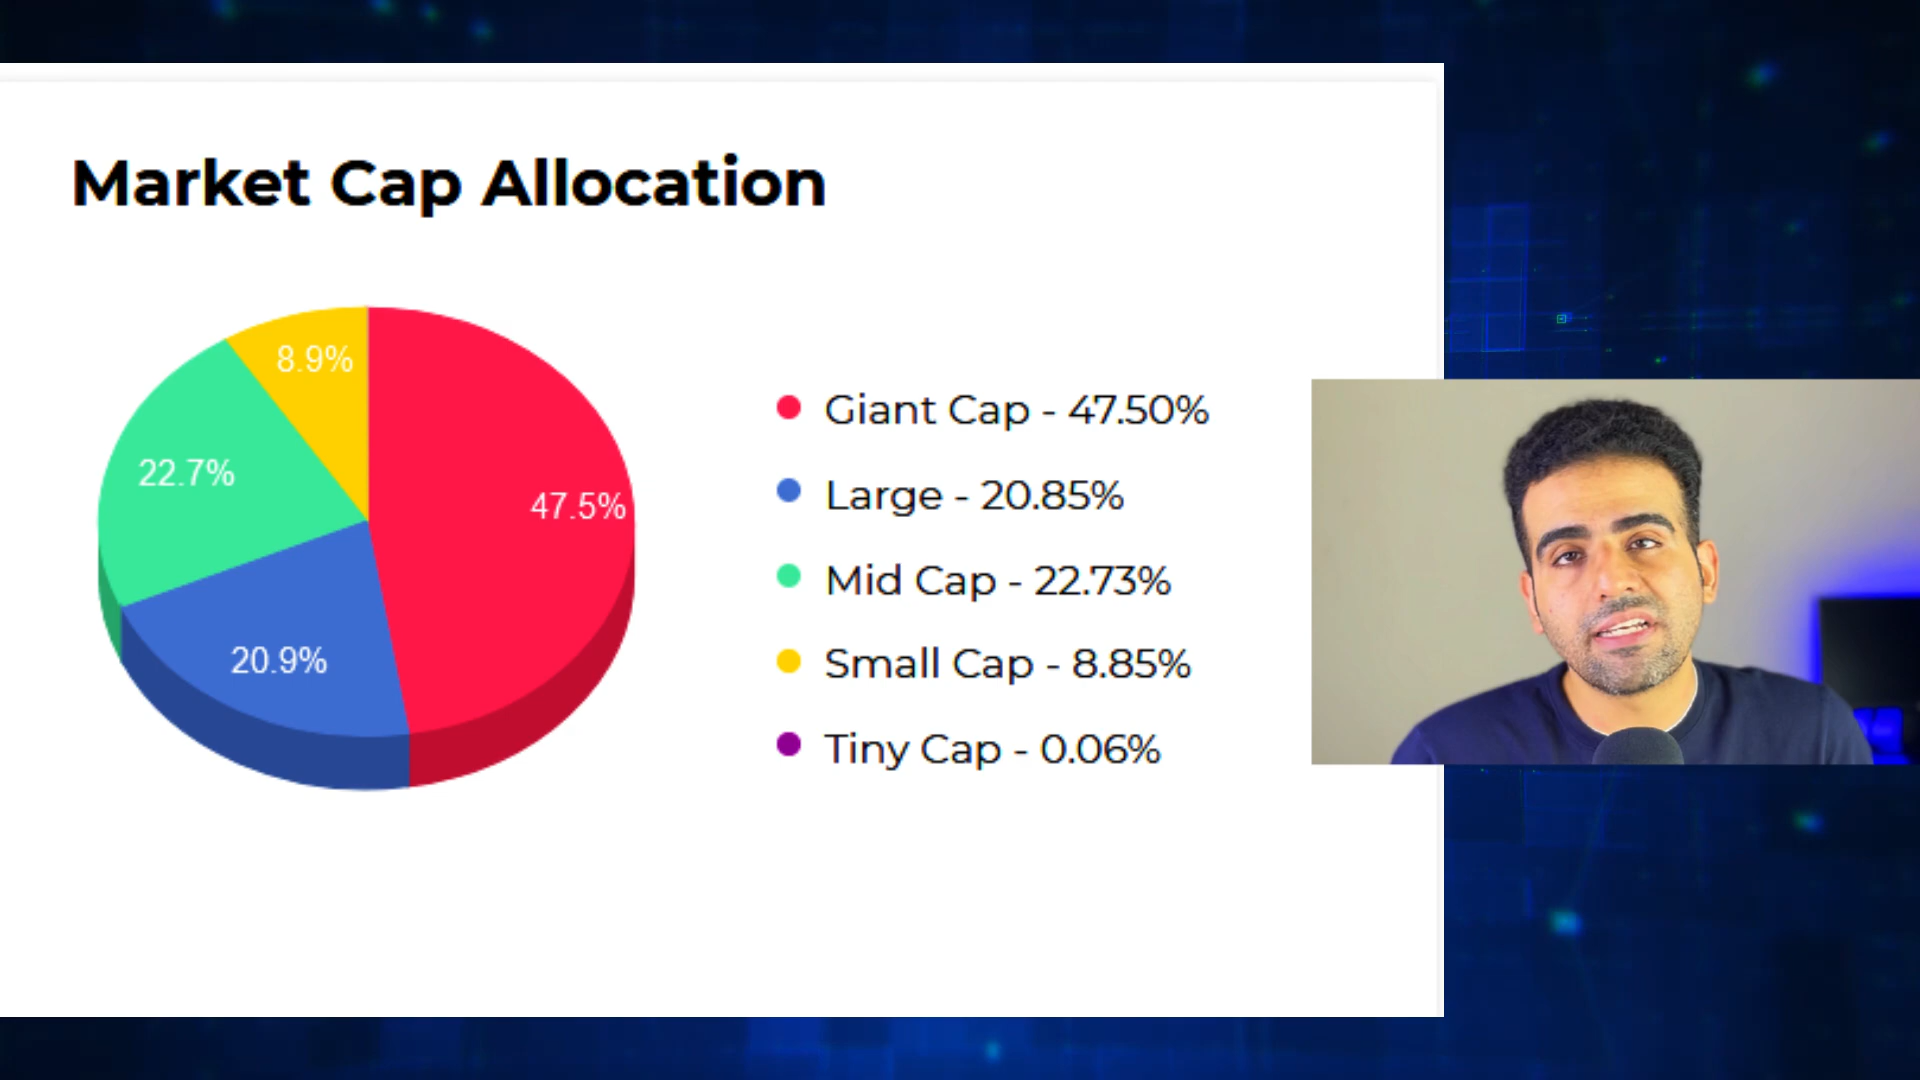 Market Cap Allocation
8.9%
22.7%
47.5%
20.9%
Giant Cap - 47.50%
Large - 20.85%
Mid Cap - 22.73%
Small Cap - 8.85%
Tiny Cap - 0.06%